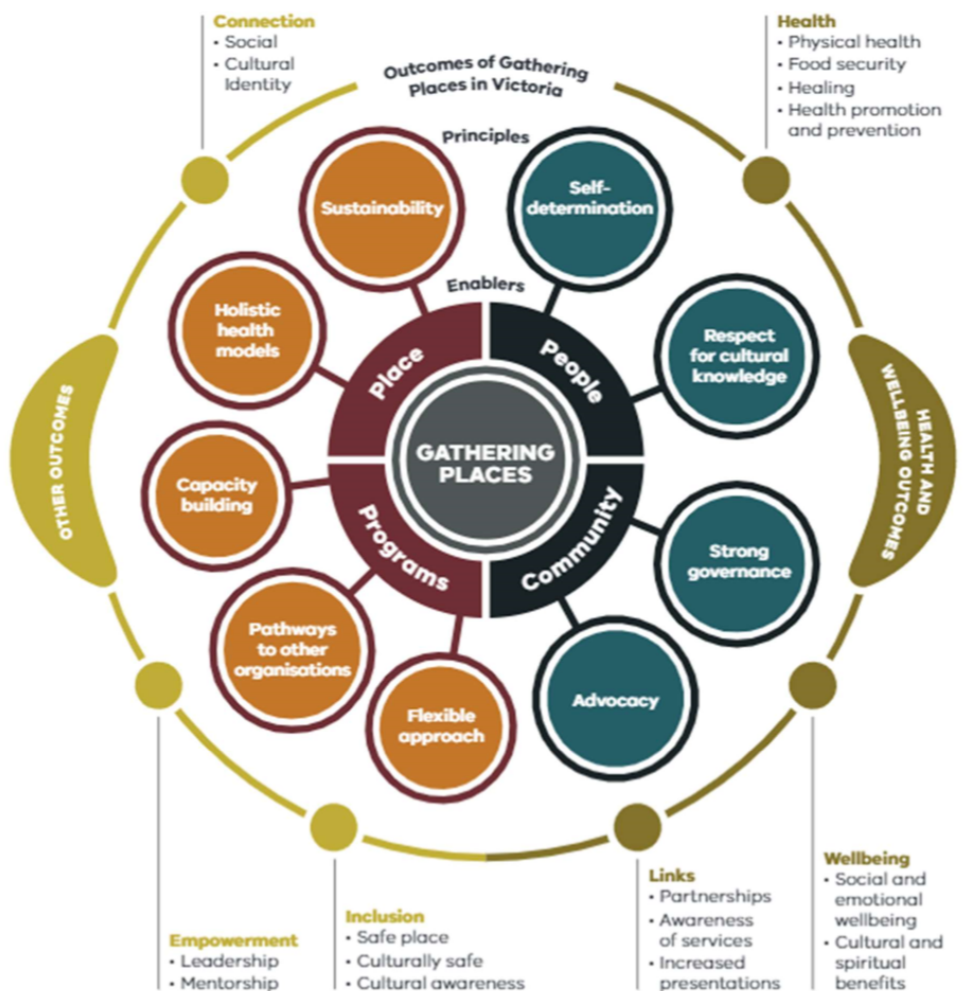 Connection
• Social
• Cultural
Identity
Health
• Physical health
• Food security
• Healing
• Health promotion
and prevention
Outcomes of Gathering
Places in Victoria
Principles
Sustainability
Self-
determination
Enablers
Holistic
health
models
Respect
for cultural
knowledge
Place
People
GATHERING
PLACES
OTHER OUTCOMES
HEALTH AND
WELLBEING OUTCOMES
Capacity
building
Programs
Community
Strong
governance
Pathways
to other
organisations
Flexible
approach
Advocacy
Empowerment
• Leadership
• Mentorship
Inclusion
• Safe place
• Culturally safe
• Cultural awareness
Links
• Partnerships
• Awareness
of services
• Increased
presentations
Wellbeing
• Social and
emotional
wellbeing
• Cultural and
spiritual
benefits